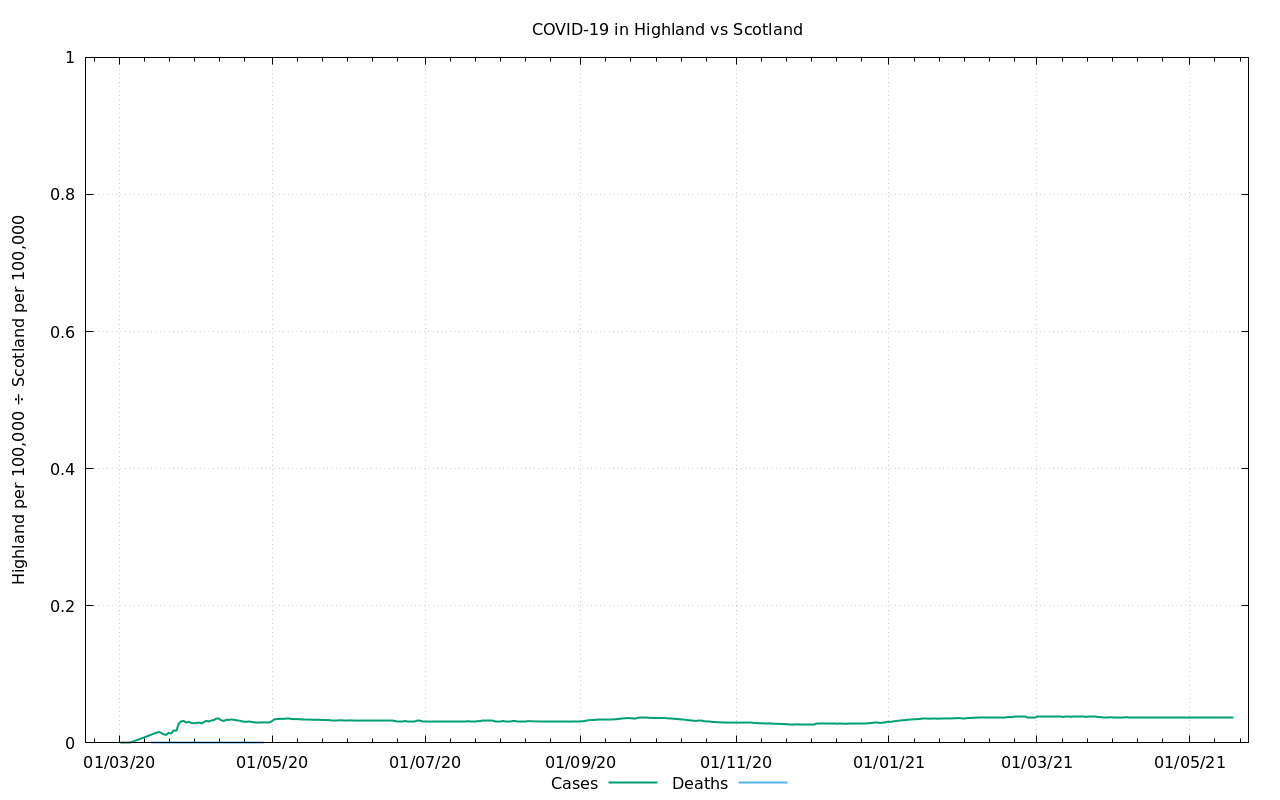 COVID-19 in Highland vs Scotland
Highland per 100,000 ÷ Scotland per 100,000
1
0.8
0.6
0.4
0.2
0
01/03/20 01/05/20 01/07/20 01/09/20 01/11/20 01/01/21 01/03/21 01/05/21
Cases Deaths